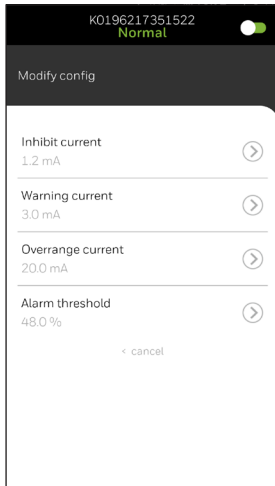 K0196217351522
Normal
Modify config
Inhibit current
1.2 mA
Warning current
3.0 mA
Overrange current
20.0 mA
Alarm threshold
48.0 %
< cancel